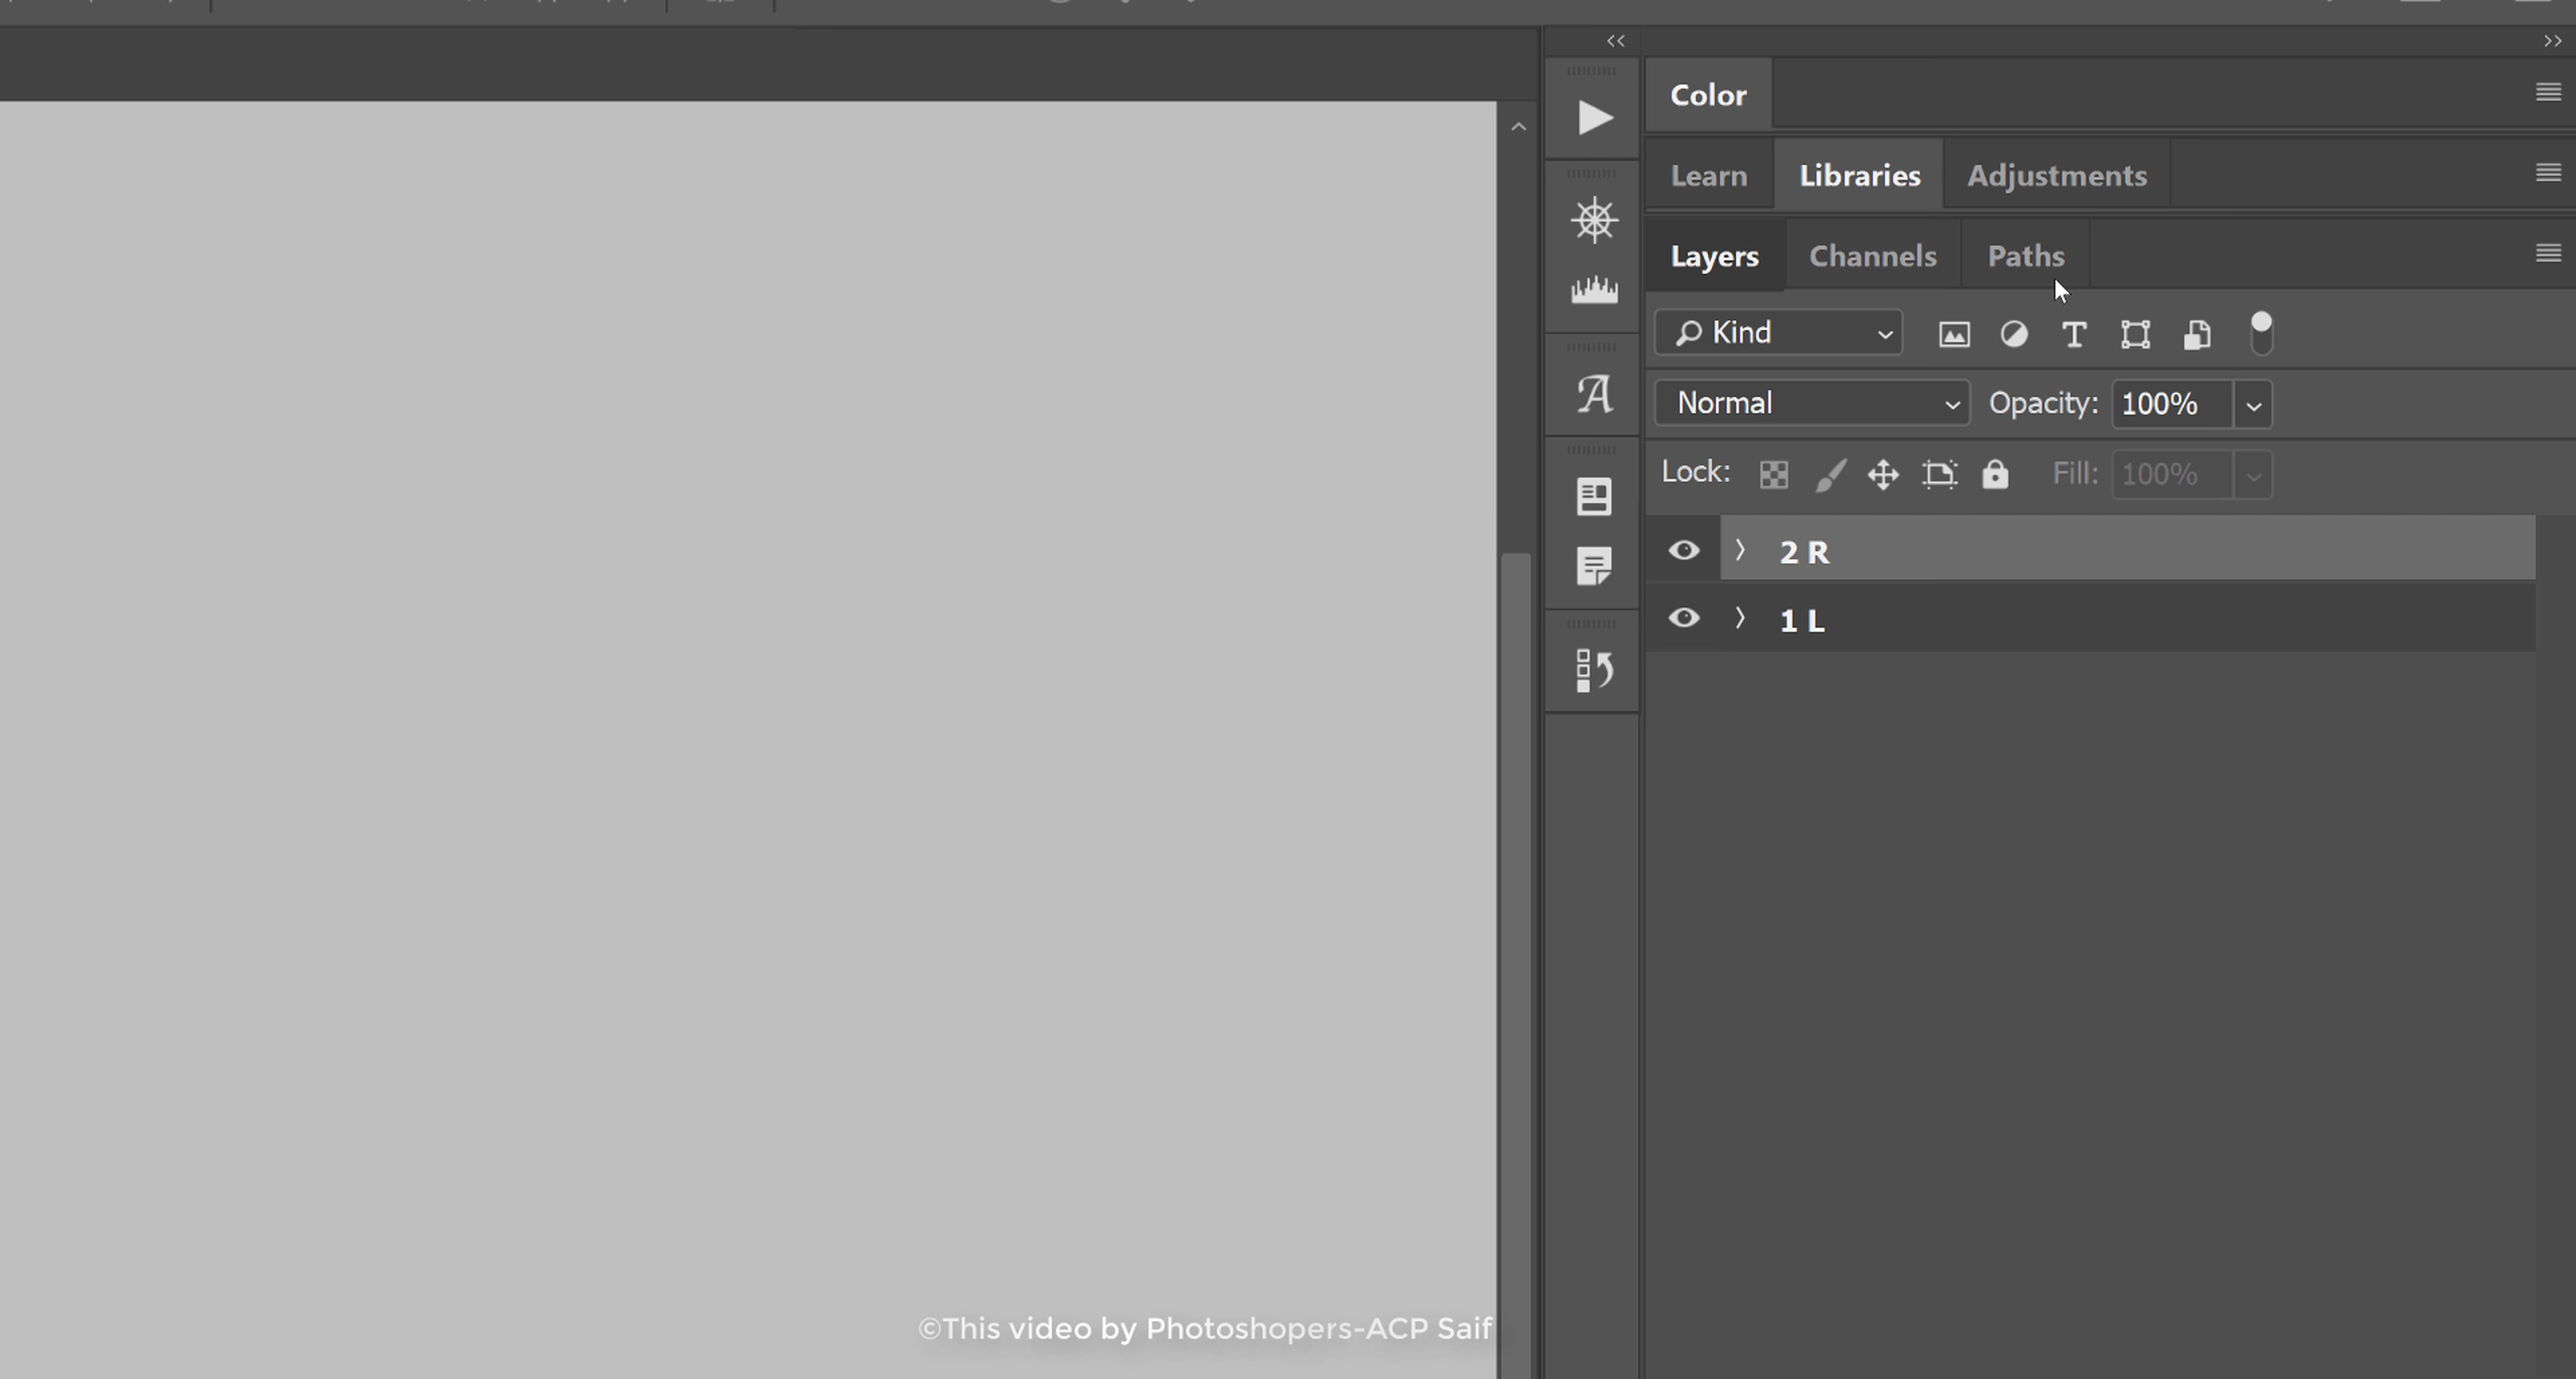 Color
Learn Libraries Adjustments
Layers Channels Paths
Kind
Normal Opacity: 100%
Lock: Fill: 100%
2 R
1 L
©This video by Photoshopers-ACP Saif